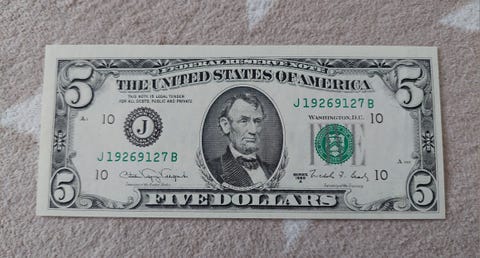 FEDERAL RESERVE NOTE
THE UNITED STATES OF AMERICA
5
5
THIS NOTE IS LEGAL TENDER
FOR ALL DEBTS, PUBLIC AND PRIVATE
J 19269127 B
10
10
WASHINGTON, D.C.
J
J 19269127 B
10
10
SERIES
5
5
FIVE DOLLARS